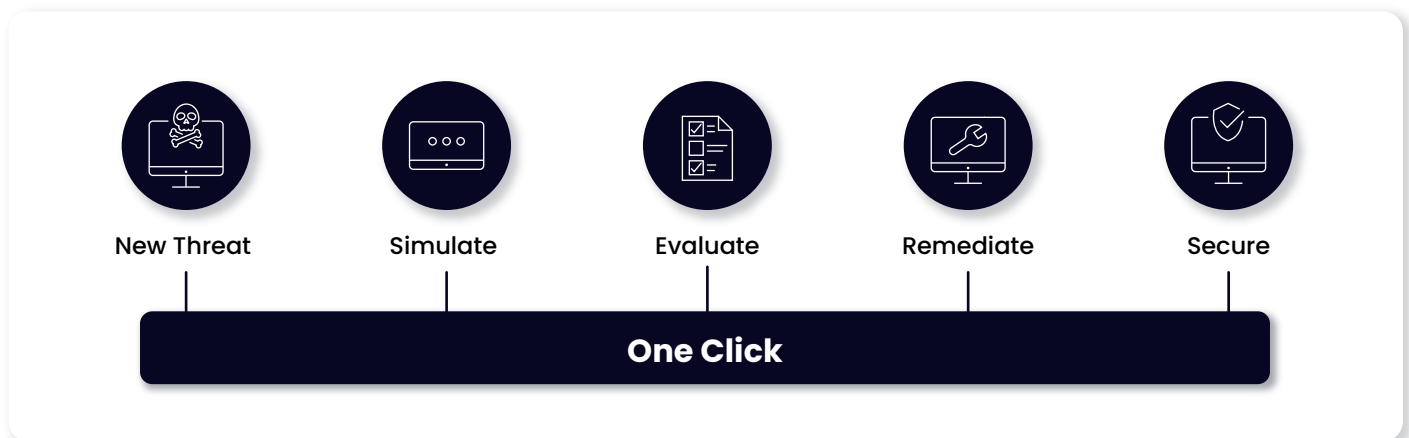 New Threat
Simulate
Evaluate
Remediate
Secure
One Click